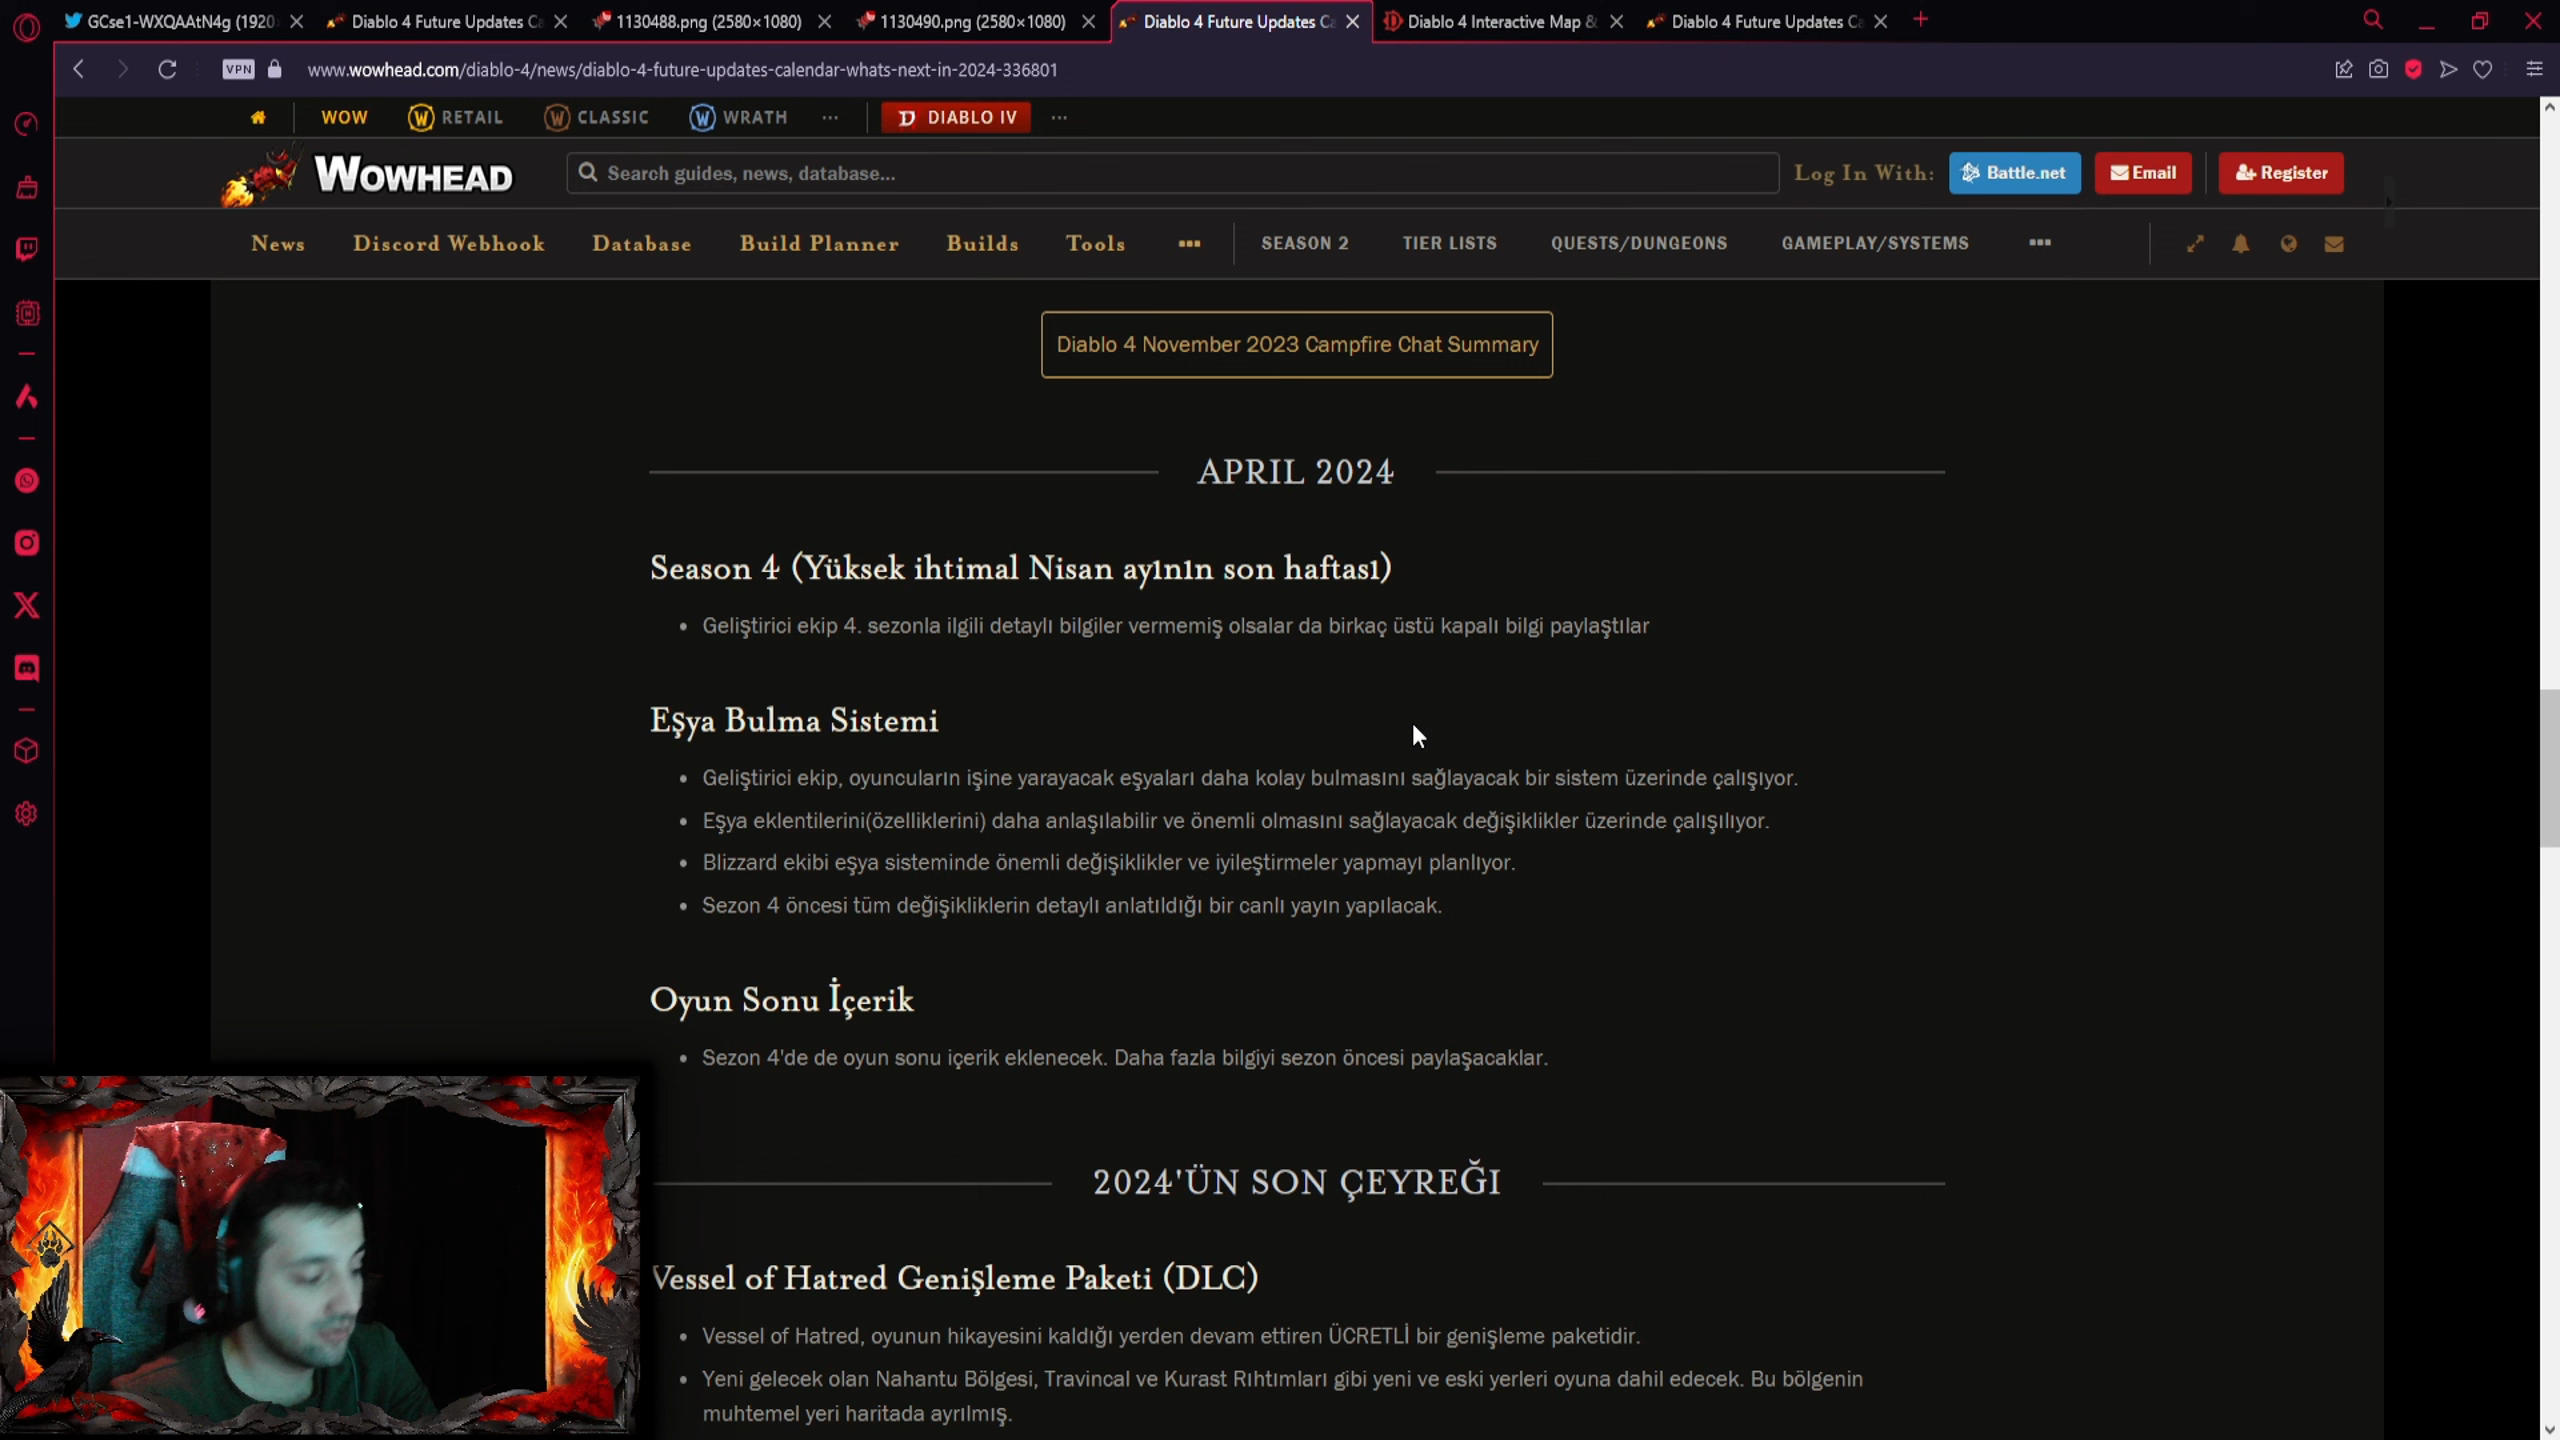 GCse1-WXQAAtN4g (1920
Diablo 4 Future Updates Ca
1130488.png (2580×1080)
1130490.png (2580×1080)
Diablo 4 Future Updates Ca
Diablo 4 Interactive Map &
Diablo 4 Future Updates Ca
VPN
www.wowhead.com/diablo-4/news/diablo-4-future-updates-calendar-whats-next-in-2024-336801
WOW
RETAIL
CLASSIC
WRATH
DIABLO IV
WOWHEAD
Search guides, news, database...
Log In With:
Battle.net
Email
Register
News
Discord Webhook
Database
Build Planner
Builds
Tools
SEASON 2
TIER LISTS
QUESTS/DUNGEONS
GAMEPLAY/SYSTEMS
Diablo 4 November 2023 Campfire Chat Summary
APRIL 2024
Season 4 (Yüksek ihtimal Nisan ayının son haftası)
• Geliştirici ekip 4. sezonla ilgili detaylı bilgiler vermemiş olsalar da birkaç üstü kapalı bilgi paylaştılar
Eşya Bulma Sistemi
• Geliştirici ekip, oyuncuların işine yarayacak eşyaları daha kolay bulmasını sağlayacak bir sistem üzerinde çalışıyor.
• Eşya eklentilerini(özelliklerini) daha anlaşılabilir ve önemli olmasını sağlayacak değişiklikler üzerinde çalışılıyor.
• Blizzard ekibi eşya sisteminde önemli değişiklikler ve iyileştirmeler yapmayı planlıyor.
• Sezon 4 öncesi tüm değişikliklerin detaylı anlatıldığı bir canlı yayın yapılacak.
Oyun Sonu İçerik
• Sezon 4'de de oyun sonu içerik eklenecek. Daha fazla bilgiyi sezon öncesi paylaşacaklar.
2024'ÜN SON ÇEYREĞI
Vessel of Hatred Genişleme Paketi (DLC)
• Vessel of Hatred, oyunun hikayesini kaldığı yerden devam ettiren ÜCRETLİ bir genişleme paketidir.
• Yeni gelecek olan Nahantu Bölgesi, Travincal ve Kurast Rıhtımları gibi yeni ve eski yerleri oyuna dahil edecek. Bu bölgenin
muhtemel yeri haritada ayrılmış.